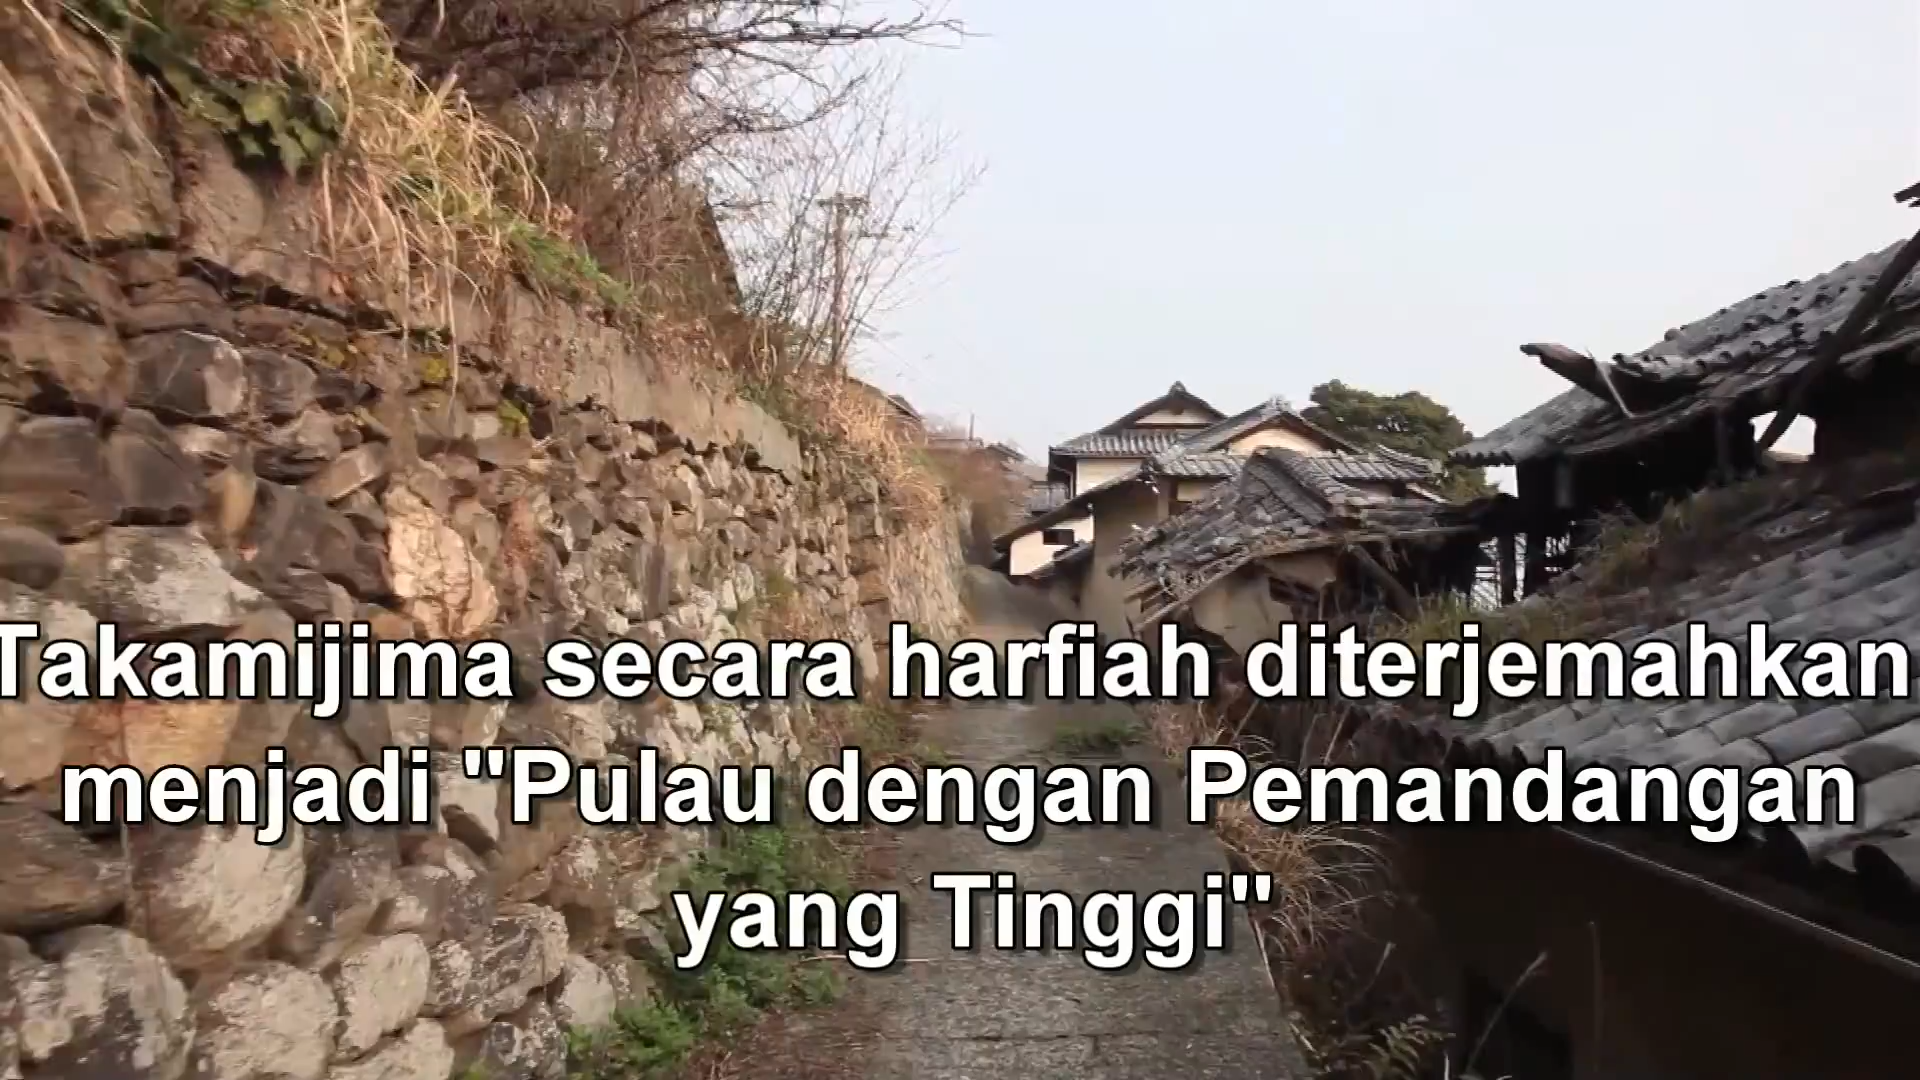 Takamijima secara harfiah diterjemahkan
menjadi "Pulau dengan Pemandangan
yang Tinggi"